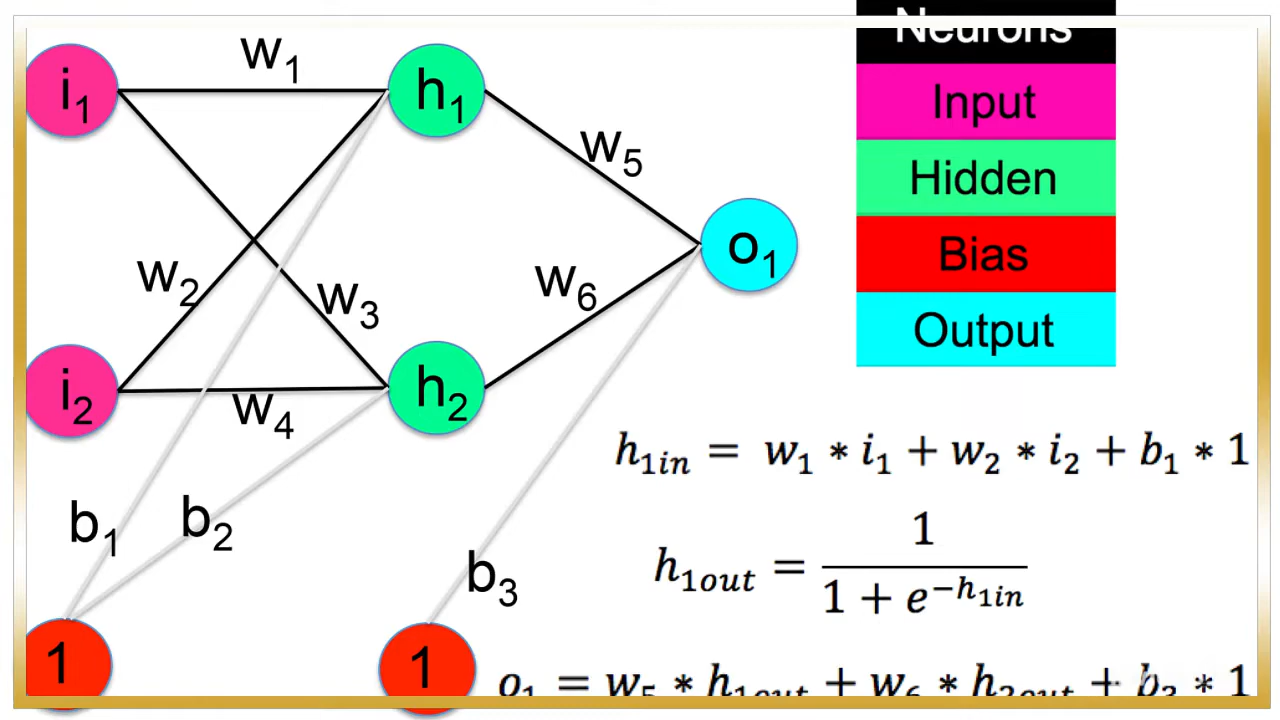 w₁
i₁
h₁
w₅
w₂
w₃
w₆
o₁
i₂
w₄
h₂
b₁
b₂
b₃
1
1
Neurons
Input
Hidden
Bias
Output
h₁ᵢₙ = w₁ * i₁ + w₂ * i₂ + b₁ * 1
h₁ₒᵤₜ = 1 / (1 + e^(−h₁ᵢₙ))
o₁ = w₅ * h₁ₒᵤₜ + w₆ * h₂ₒᵤₜ + b₃ * 1